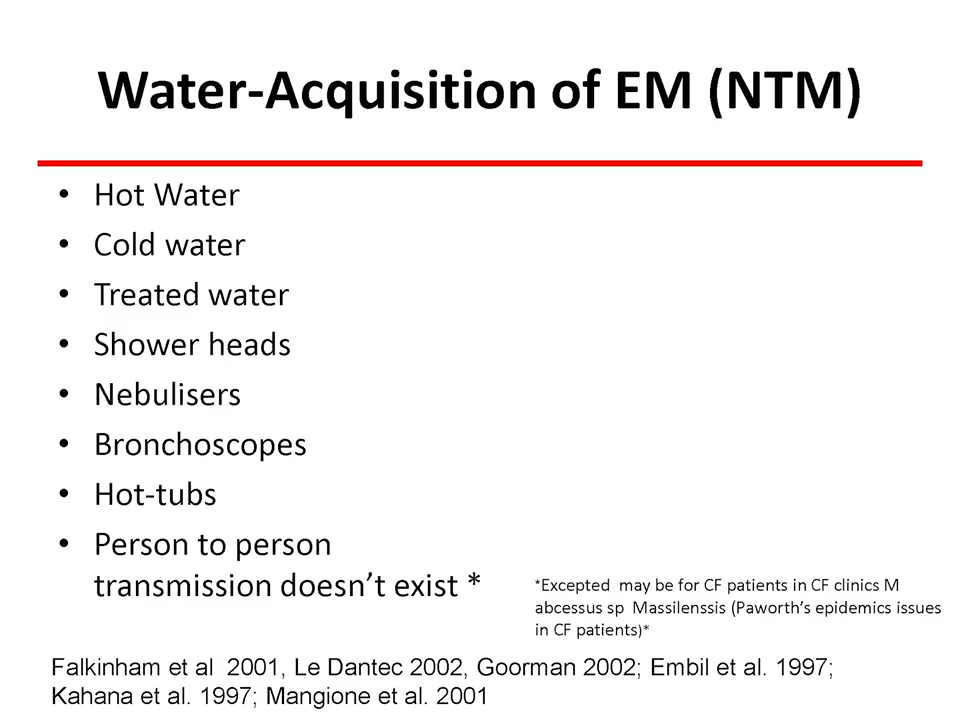 Water-Acquisition of EM (NTM)
• Hot Water
• Cold water
• Treated water
• Shower heads
• Nebulisers
• Bronchoscopes
• Hot-tubs
• Person to person
transmission doesn’t exist *
*Excepted may be for CF patients in CF clinics M
abcessus sp Massilenssis (Paworth’s epidemics issues
in CF patients)*
Falkinham et al 2001, Le Dantec 2002, Goorman 2002; Embil et al. 1997;
Kahana et al. 1997; Mangione et al. 2001